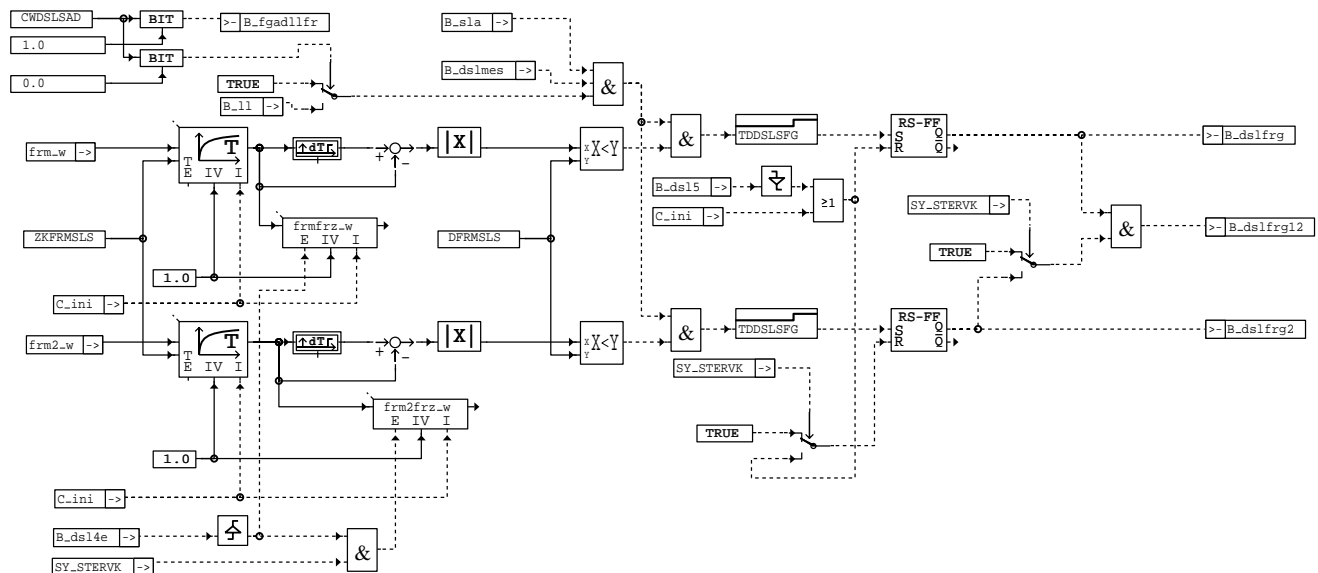 CWDSLSAD
BIT
>- B_fgadllfr
B_sla ->
1.0
BIT
0.0
TRUE
B_ll ->
B_dslmes ->
&
frm_w ->
T
T
E IV I
dT
+
-
|X|
X
Y
X<Y
&
TDDSLSFG
RS-FF
S Q
R Q
>- B_dslfrg
B_dsl5 ->
C_ini ->
≥1
SY_STERVK ->
TRUE
&
>- B_dslfrg12
ZKFRMSLS
frmfrz_w
E IV I
DFRMSLS
1.0
C_ini ->
frm2_w ->
T
T
E IV I
dT
+
-
|X|
X
Y
X<Y
&
TDDSLSFG
RS-FF
S Q
R Q
>- B_dslfrg2
SY_STERVK ->
TRUE
frm2frz_w
E IV I
1.0
C_ini ->
B_dsl4e ->
&
SY_STERVK ->